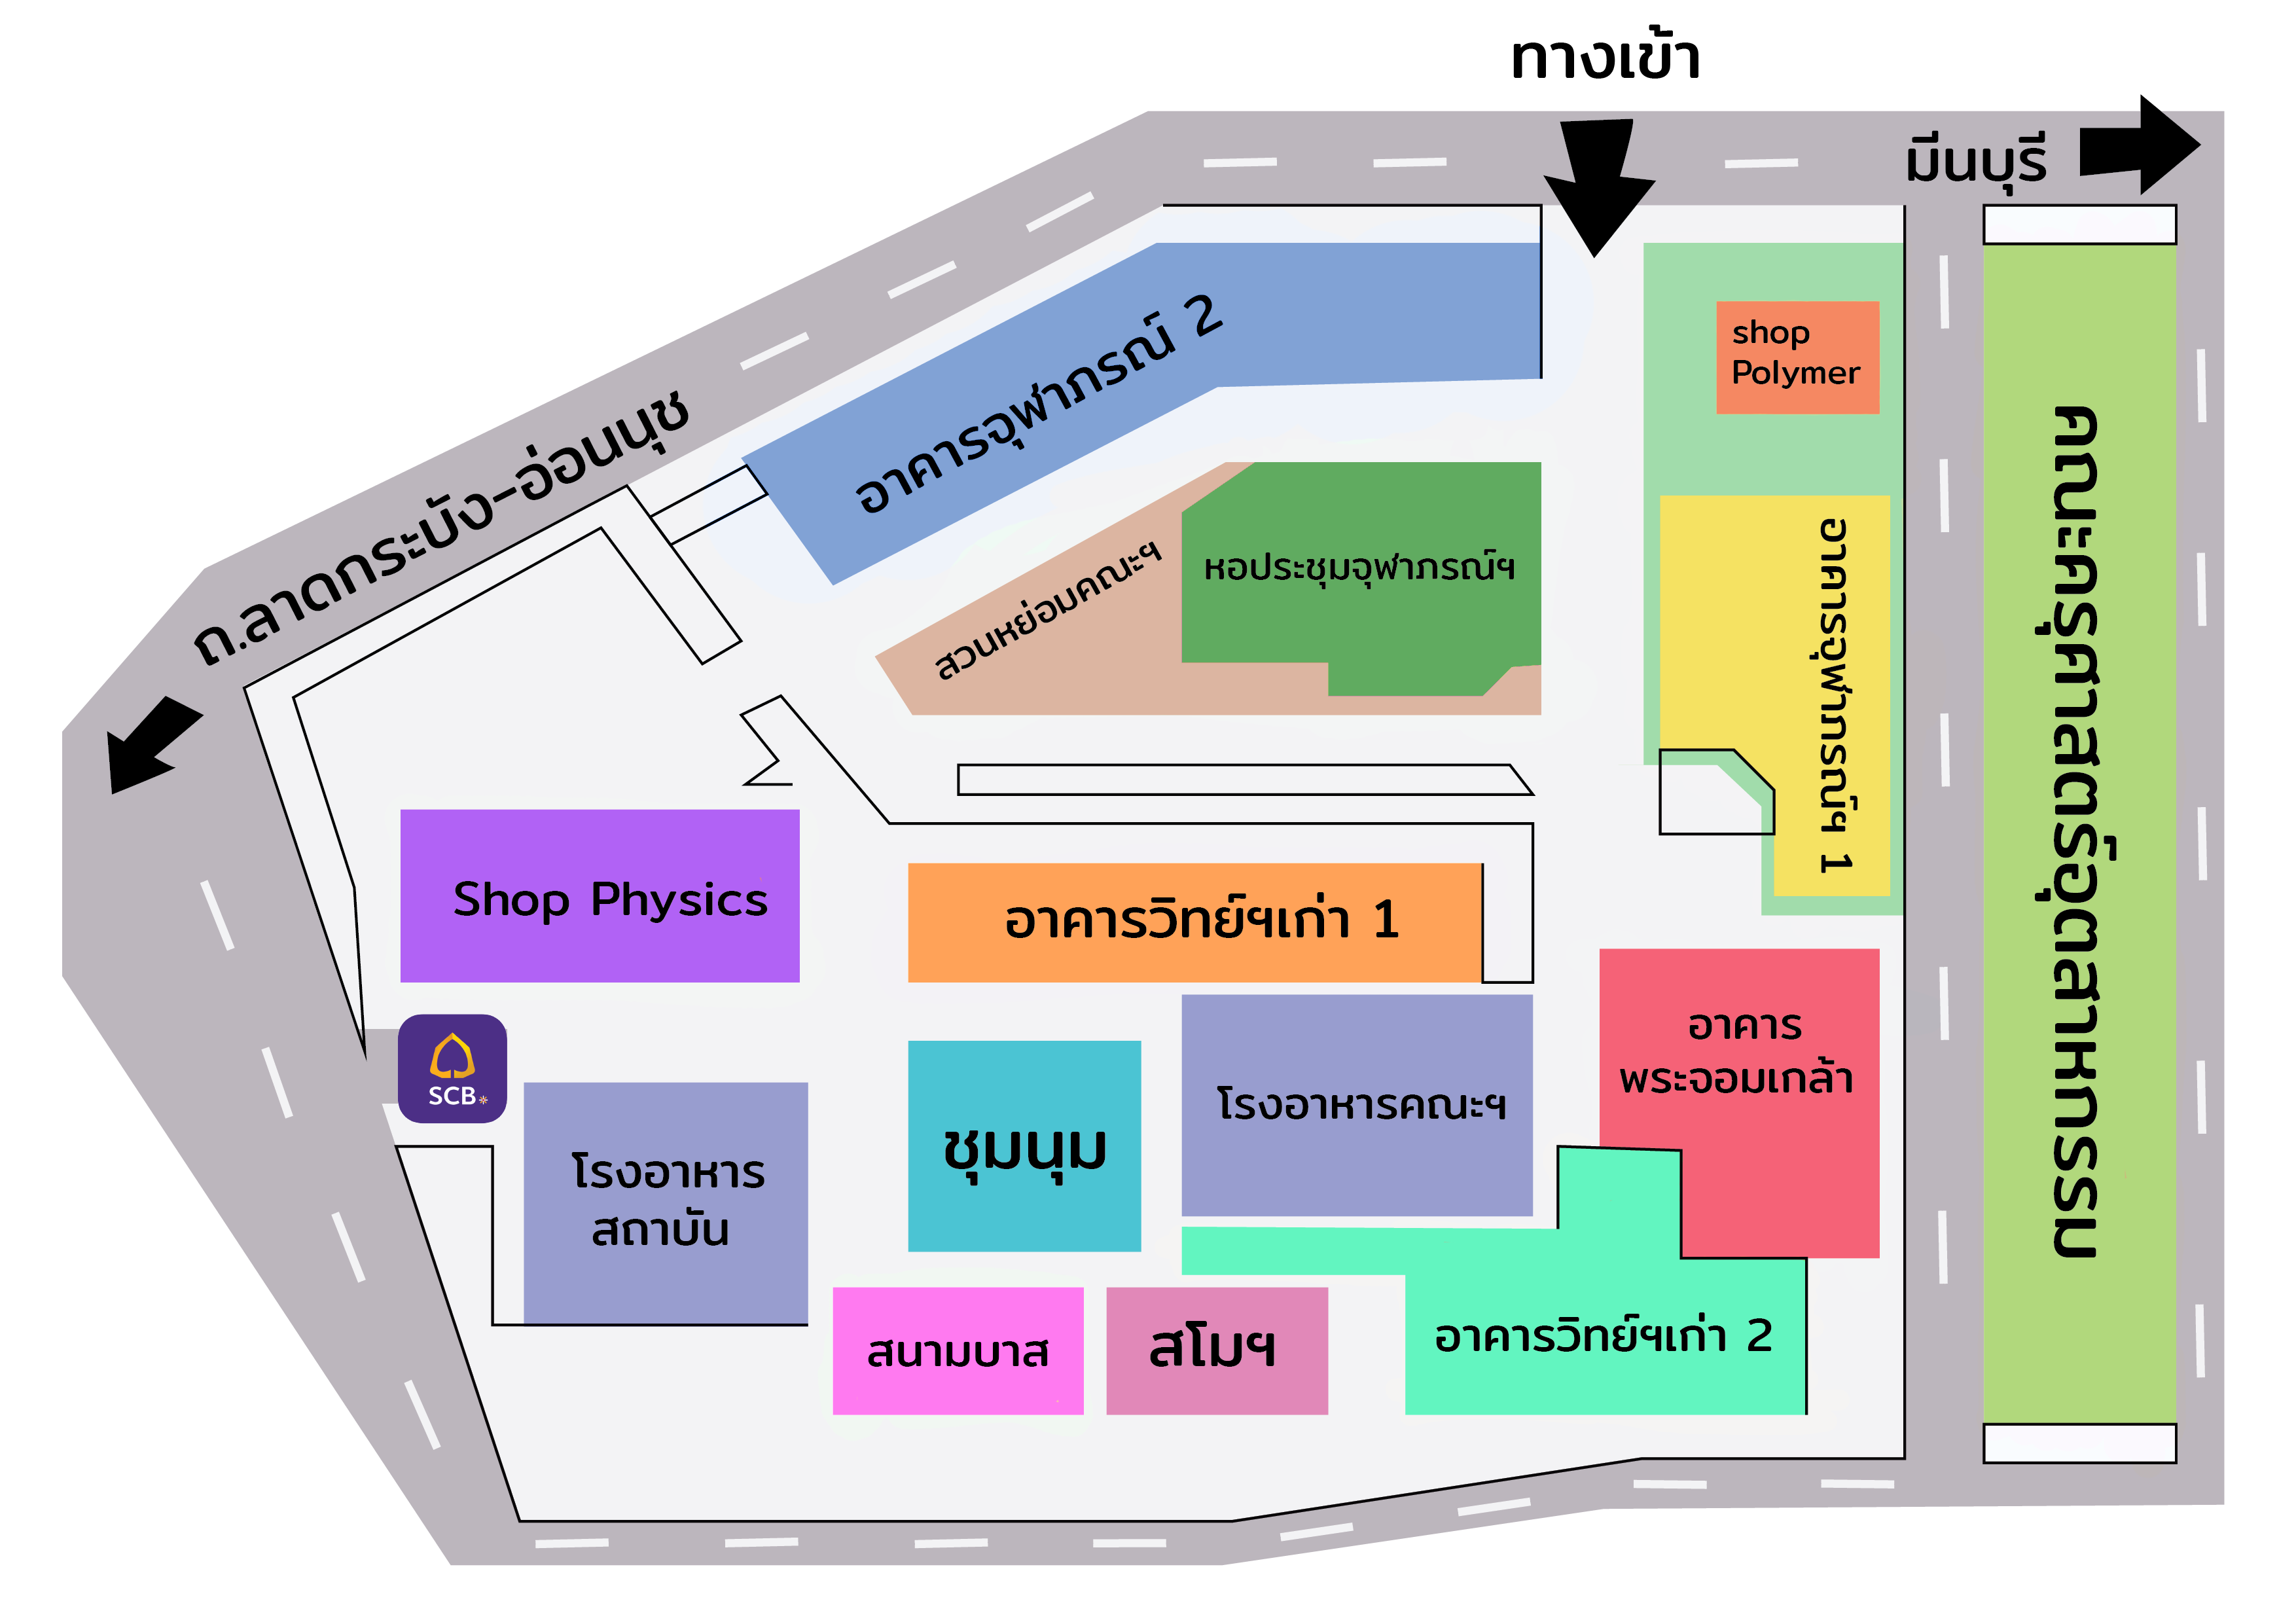 ทางเข้า
มีนบุรี
อาคารจุฬาภรณ์ 2
shop
Polymer
ถ.ลาดกระบัง-อ่อนนุช
สวนหย่อมคณะฯ
หอประชุมจุฬาภรณ์ฯ
อาคารจุฬาภรณ์ฯ 1
คณะครุศาสตร์อุตสาหกรรม
Shop Physics
อาคารวิทย์ฯเก่า 1
อาคาร
พระจอมเกล้า
SCB
โรงอาหาร
สถาบัน
ชุมนุม
โรงอาหารคณะฯ
สนามบาส
สโมฯ
อาคารวิทย์ฯเก่า 2